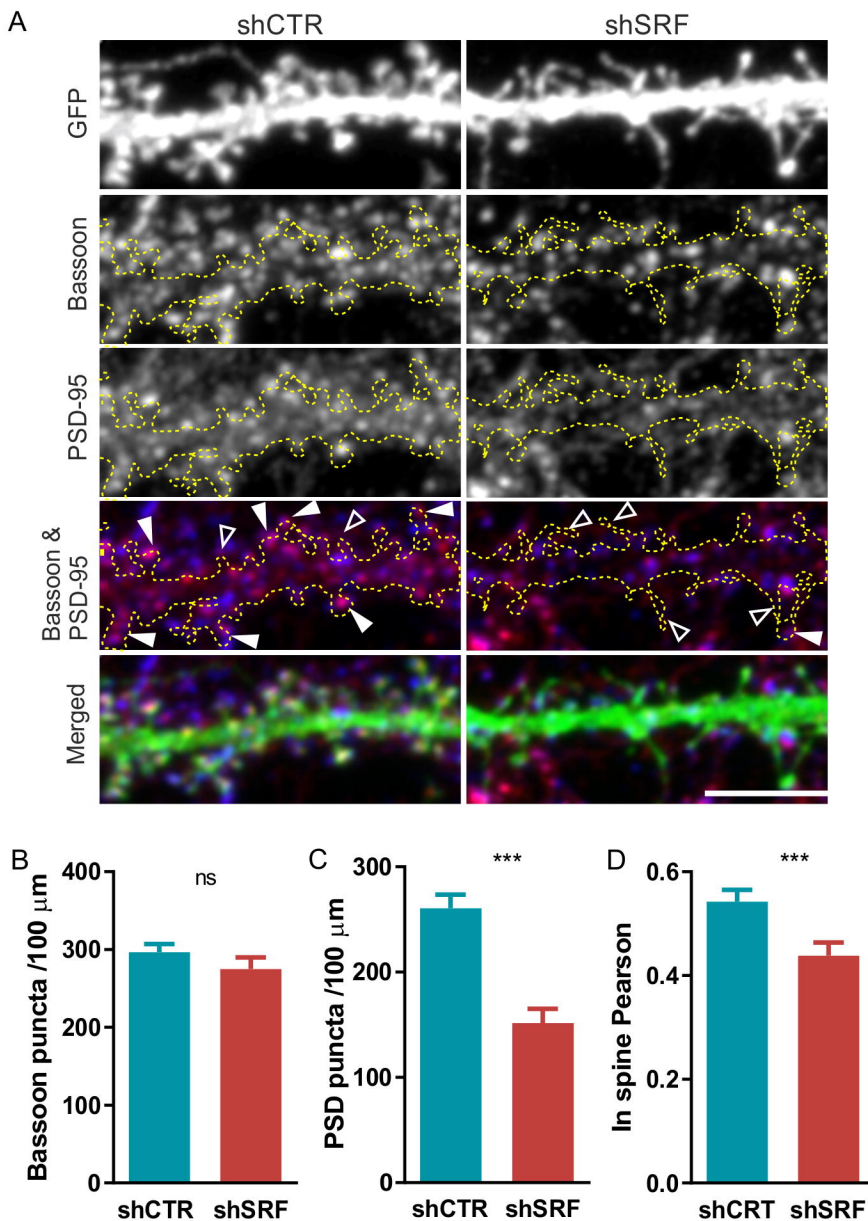 A
shCTR
shSRF
GFP
Bassoon
PSD-95
Bassoon &
PSD-95
Merged
B
Bassoon puncta /100 μm
400
300
200
100
0
ns
shCTR
shSRF
C
PSD puncta /100 μm
300
200
100
0
***
shCTR
shSRF
D
In spine Pearson
0.6
0.4
0.2
0.0
***
shCRT
shSRF